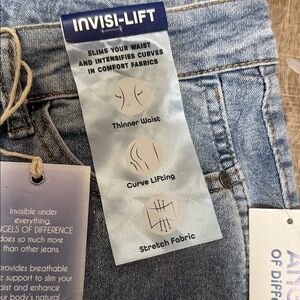 INVISI-LIFT
SLIMS YOUR WAIST
AND INTENSIFIES CURVES
IN COMFORT FABRICS
Thinner Waist
Curve Lifting
Stretch Fabric
Invisible under
everything,
NGELS OF DIFFERENCE
does so much more
than other jeans
provides breathable
support to slim your
aist and enhance
ur body's natural
OF DIFF